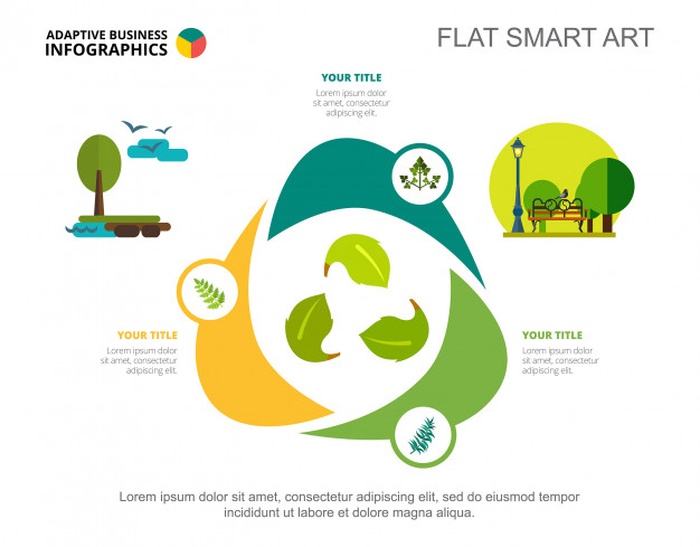 ADAPTIVE BUSINESS
INFOGRAPHICS
FLAT SMART ART
YOUR TITLE
Lorem ipsum dolor
sit amet, consectetur
adipiscing elit.
YOUR TITLE
Lorem ipsum dolor
sit amet, consectetur
adipiscing elit.
YOUR TITLE
Lorem ipsum dolor
sit amet, consectetur
adipiscing elit.
Lorem ipsum dolor sit amet, consectetur adipiscing elit, sed do eiusmod tempor
incididunt ut labore et dolore magna aliqua.